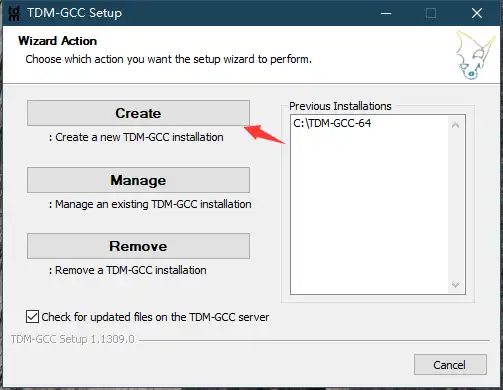 TDM-GCC Setup
Wizard Action
Choose which action you want the setup wizard to perform.
Create
: Create a new TDM-GCC installation
Manage
: Manage an existing TDM-GCC installation
Remove
: Remove a TDM-GCC installation
Previous Installations
C:\TDM-GCC-64
Check for updated files on the TDM-GCC server
TDM-GCC Setup 1.1309.0
Cancel